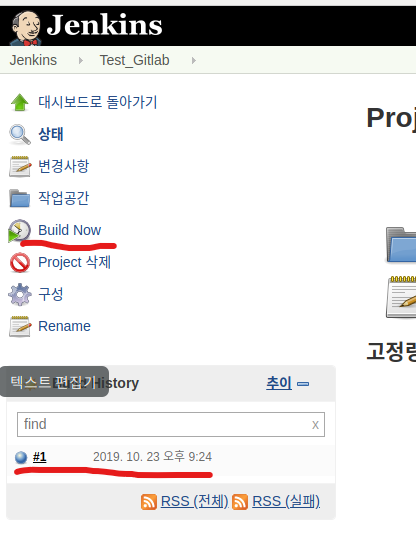 Jenkins
Jenkins Test_Gitlab
대시보드로 돌아가기
상태
Proj
변경사항
작업공간
Build Now
Project 삭제
구성
Rename
고정링
텍스트 편집기 History 추이
find x
#1 2019. 10. 23 오후 9:24
RSS (전체) RSS (실패)